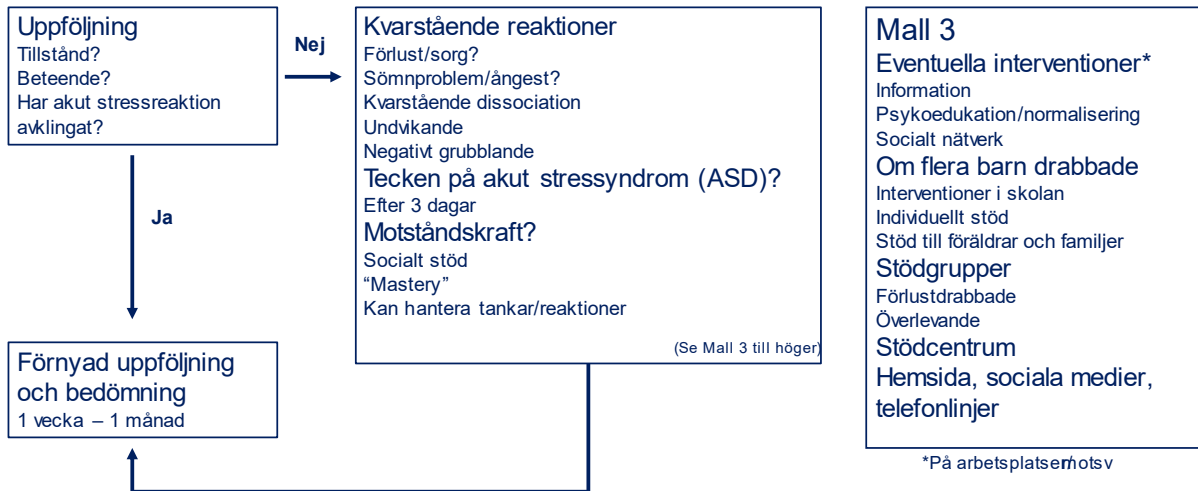 Uppföljning
Tillstånd?
Beteende?
Har akut stressreaktion
avklingat?
Nej
Ja
Kvarstående reaktioner
Förlust/sorg?
Sömnproblem/ångest?
Kvarstående dissociation
Undvikande
Negativt grubblande
Tecken på akut stressyndrom (ASD)?
Efter 3 dagar
Motståndskraft?
Socialt stöd
"Mastery"
Kan hantera tankar/reaktioner
(Se Mall 3 till höger)
Förnyad uppföljning
och bedömning
1 vecka – 1 månad
Mall 3
Eventuella interventioner*
Information
Psykoedukation/normalisering
Socialt nätverk
Om flera barn drabbade
Interventioner i skolan
Individuellt stöd
Stöd till föräldrar och familjer
Stödgrupper
Förlustdrabbade
Överlevande
Stödcentrum
Hemsida, sociala medier,
telefonlinjer
*På arbetsplatser/motsv